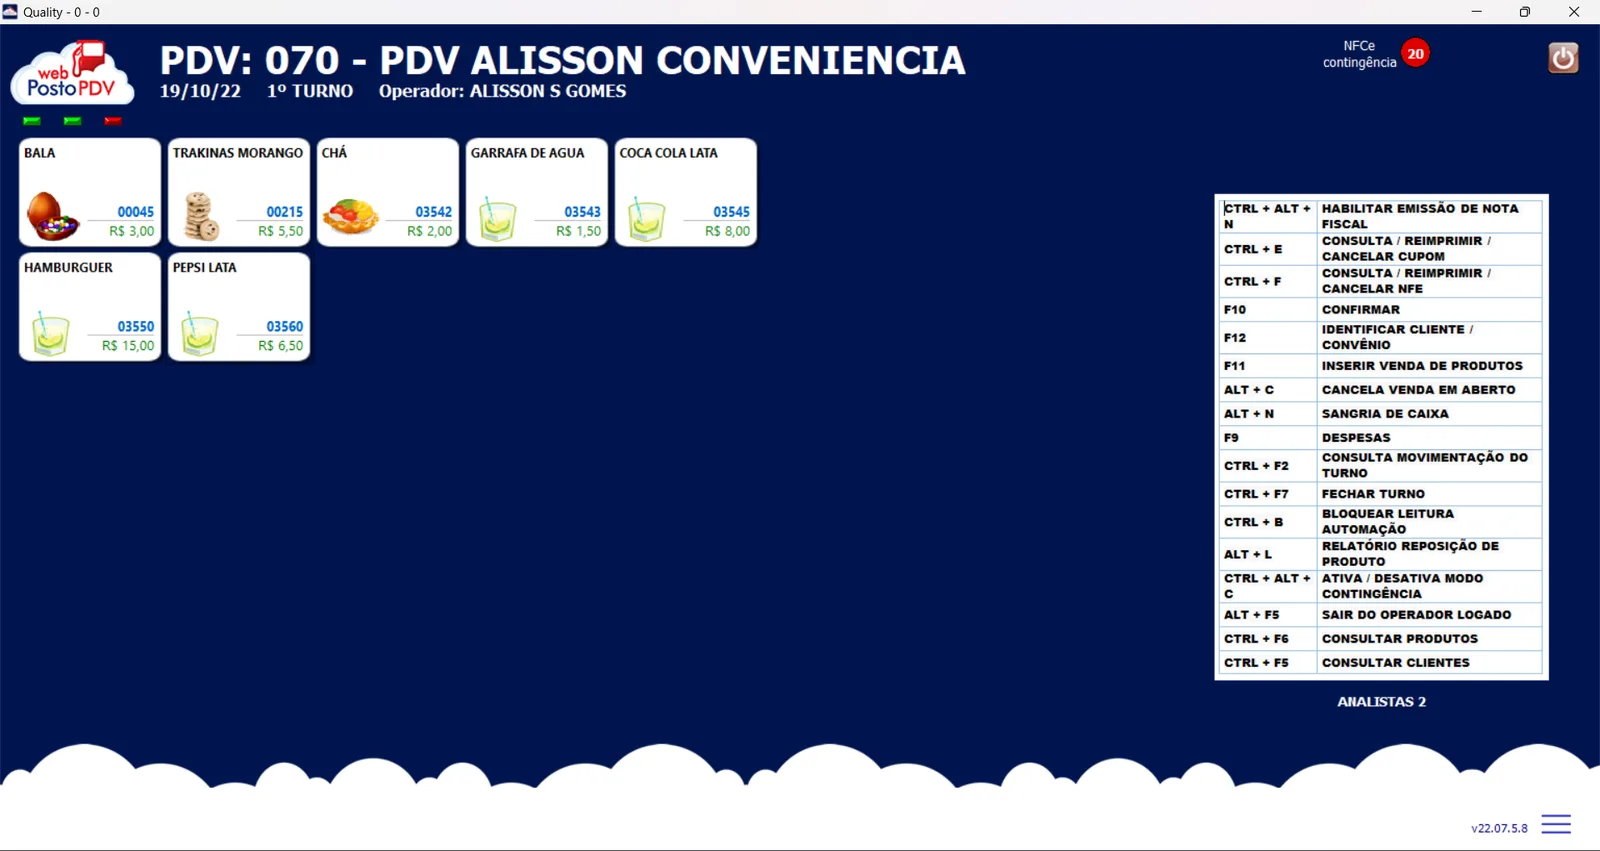 Quality - 0 - 0
web
PostoPDV
PDV: 070 - PDV ALISSON CONVENIENCIA
19/10/22 1º TURNO Operador: ALISSON S GOMES
NFCe
contingência
20
BALA
00045
R$ 3,00
TRAKINAS MORANGO
00215
R$ 5,50
CHÁ
03542
R$ 2,00
GARRAFA DE AGUA
03543
R$ 1,50
COCA COLA LATA
03545
R$ 8,00
HAMBURGUER
03550
R$ 15,00
PEPSI LATA
03560
R$ 6,50
CTRL + ALT + HABILITAR EMISSÃO DE NOTA
N FISCAL
CTRL + E CONSULTA / REIMPRIMIR /
CANCELAR CUPOM
CTRL + F CONSULTA / REIMPRIMIR /
CANCELAR NFE
F10 CONFIRMAR
F12 IDENTIFICAR CLIENTE /
CONVÊNIO
F11 INSERIR VENDA DE PRODUTOS
ALT + C CANCELA VENDA EM ABERTO
ALT + N SANGRIA DE CAIXA
F9 DESPESAS
CTRL + F2 CONSULTA MOVIMENTAÇÃO DO
TURNO
CTRL + F7 FECHAR TURNO
CTRL + B BLOQUEAR LEITURA
AUTOMAÇÃO
ALT + L RELATÓRIO REPOSIÇÃO DE
PRODUTO
CTRL + ALT + ATIVA / DESATIVA MODO
C CONTINGÊNCIA
ALT + F5 SAIR DO OPERADOR LOGADO
CTRL + F6 CONSULTAR PRODUTOS
CTRL + F5 CONSULTAR CLIENTES
ANALISTAS 2
v22.07.5.8